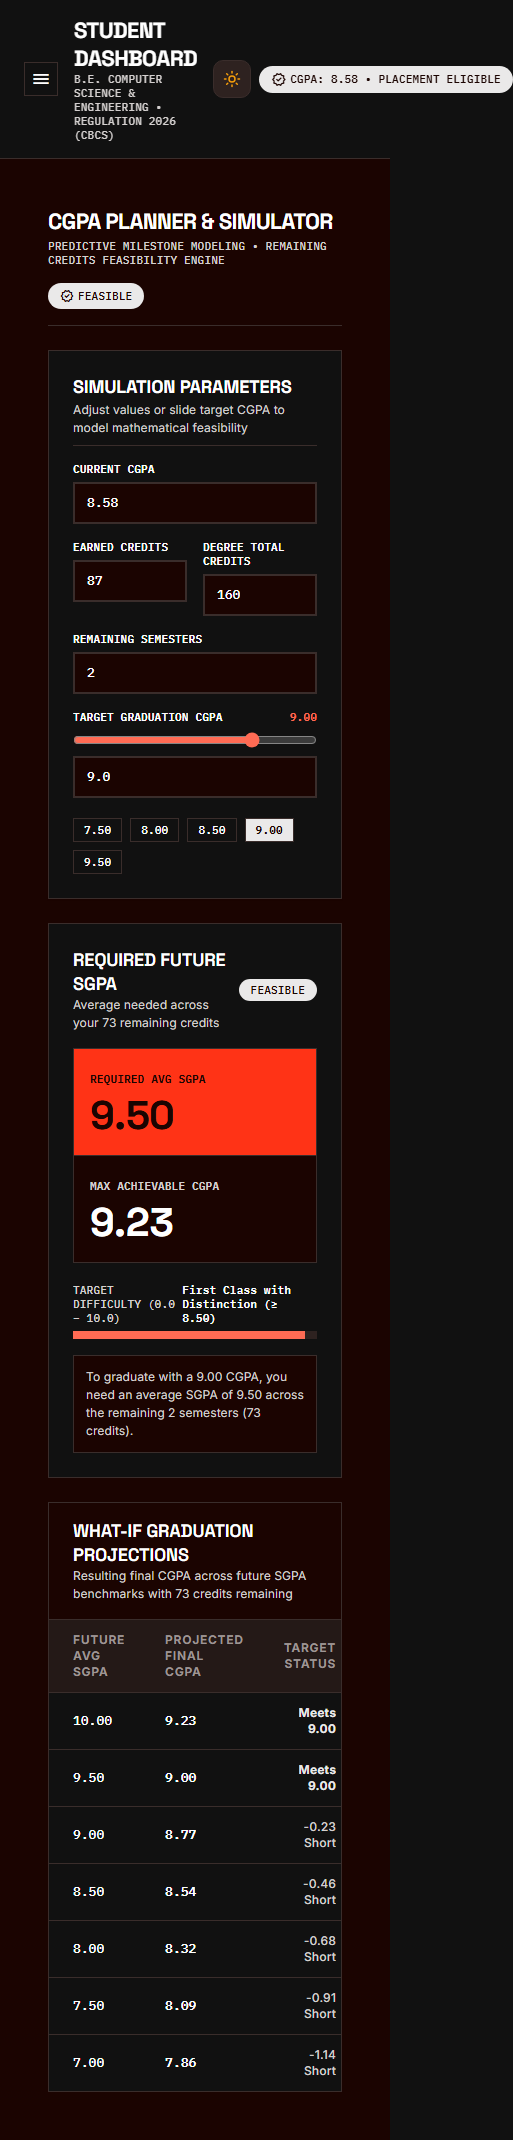 STUDENT
DASHBOARD
B.E. COMPUTER
SCIENCE &
ENGINEERING •
REGULATION 2026
(CBCS)
CGPA: 8.58 • PLACEMENT ELIGIBLE
CGPA PLANNER & SIMULATOR
PREDICTIVE MILESTONE MODELING • REMAINING
CREDITS FEASIBILITY ENGINE
FEASIBLE
SIMULATION PARAMETERS
Adjust values or slide target CGPA to
model mathematical feasibility
CURRENT CGPA
8.58
EARNED CREDITS
87
DEGREE TOTAL
CREDITS
160
REMAINING SEMESTERS
2
TARGET GRADUATION CGPA 9.00
9.0
7.50 8.00 8.50 9.00
9.50
REQUIRED FUTURE
SGPA
Average needed across
your 73 remaining credits
FEASIBLE
REQUIRED AVG SGPA
9.50
MAX ACHIEVABLE CGPA
9.23
TARGET
DIFFICULTY (0.0
– 10.0)
First Class with
Distinction (≥
8.50)
To graduate with a 9.00 CGPA, you
need an average SGPA of 9.50 across
the remaining 2 semesters (73
credits).
WHAT-IF GRADUATION
PROJECTIONS
Resulting final CGPA across future SGPA
benchmarks with 73 credits remaining
FUTURE
AVG
SGPA
PROJECTED
FINAL
CGPA
TARGET
STATUS
10.00 9.23 Meets
9.00
9.50 9.00 Meets
9.00
9.00 8.77 -0.23
Short
8.50 8.54 -0.46
Short
8.00 8.32 -0.68
Short
7.50 8.09 -0.91
Short
7.00 7.86 -1.14
Short